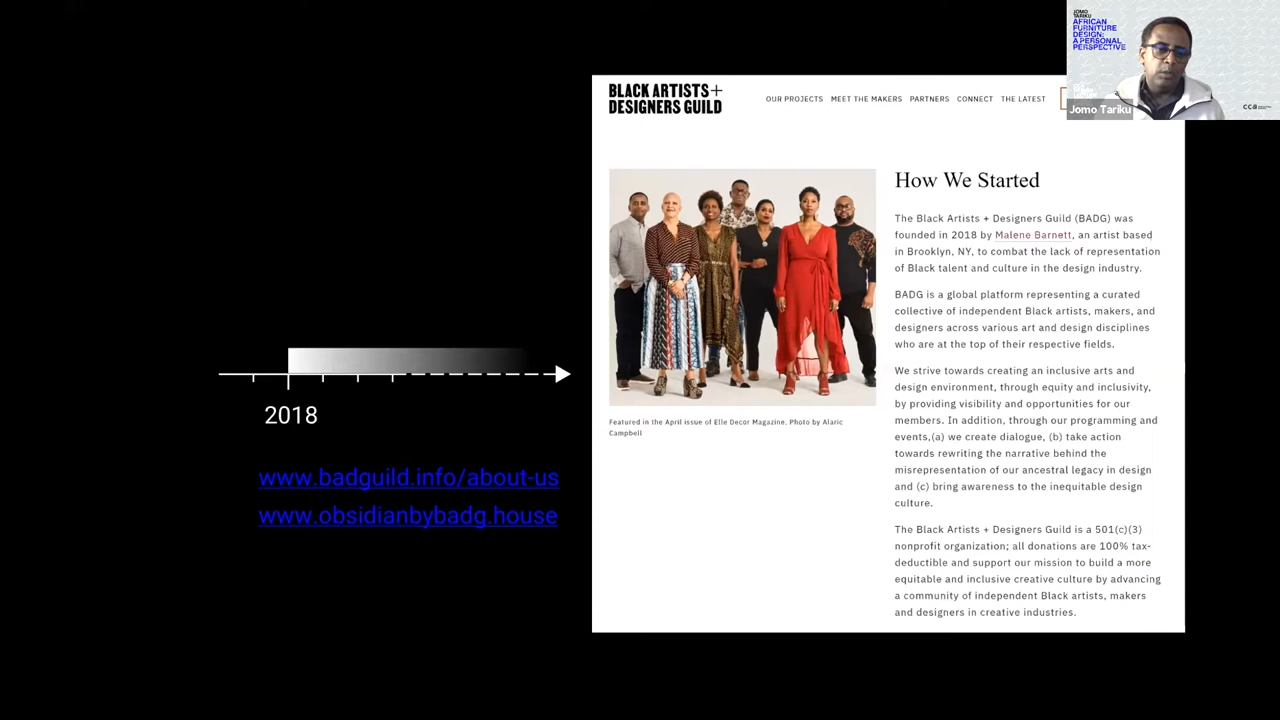 BLACK ARTISTS+
DESIGNERS GUILD
OUR PROJECTS MEET THE MAKERS PARTNERS CONNECT THE LATEST
JOMO
TARIKU
AFRICAN
FURNITURE
DESIGN:
A PERSONAL
PERSPECTIVE
Jomo Tariku
cca
How We Started
The Black Artists + Designers Guild (BADG) was
founded in 2018 by Malene Barnett, an artist based
in Brooklyn, NY, to combat the lack of representation
of Black talent and culture in the design industry.
BADG is a global platform representing a curated
collective of independent Black artists, makers, and
designers across various art and design disciplines
who are at the top of their respective fields.
We strive towards creating an inclusive arts and
design environment, through equity and inclusivity,
by providing visibility and opportunities for our
members. In addition, through our programming and
events,(a) we create dialogue, (b) take action
towards rewriting the narrative behind the
misrepresentation of our ancestral legacy in design
and (c) bring awareness to the inequitable design
culture.
The Black Artists + Designers Guild is a 501(c)(3)
nonprofit organization; all donations are 100% tax-
deductible and support our mission to build a more
equitable and inclusive creative culture by advancing
a community of independent Black artists, makers
and designers in creative industries.
Featured in the April issue of Elle Decor Magazine, Photo by Alaric
Campbell
2018
www.badguild.info/about-us
www.obsidianbybadg.house